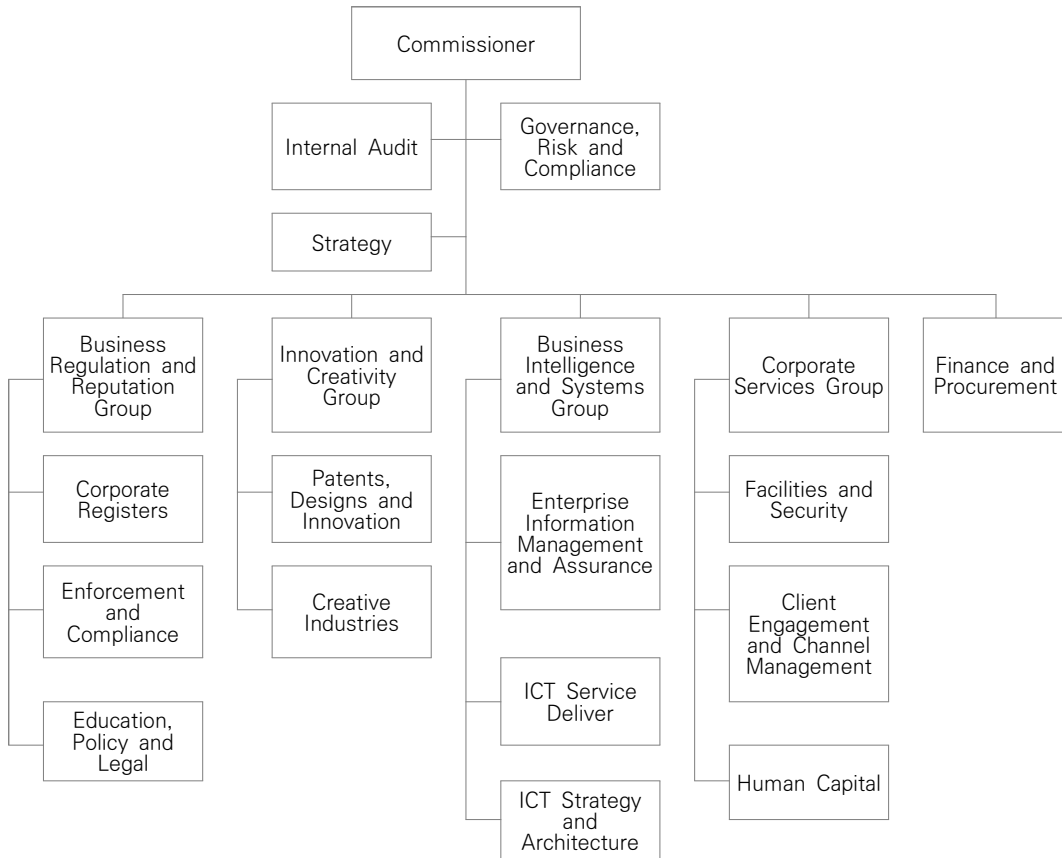 Commissioner
Internal Audit
Governance,
Risk and
Compliance
Strategy
Business
Regulation and
Reputation
Group
Innovation and
Creativity
Group
Business
Intelligence
and Systems
Group
Corporate
Services Group
Finance and
Procurement
Corporate
Registers
Patents,
Designs and
Innovation
Enterprise
Information
Management
and Assurance
Facilities and
Security
Enforcement
and
Compliance
Creative
Industries
Client
Engagement
and Channel
Management
Education,
Policy and
Legal
ICT Service
Deliver
Human Capital
ICT Strategy
and
Architecture